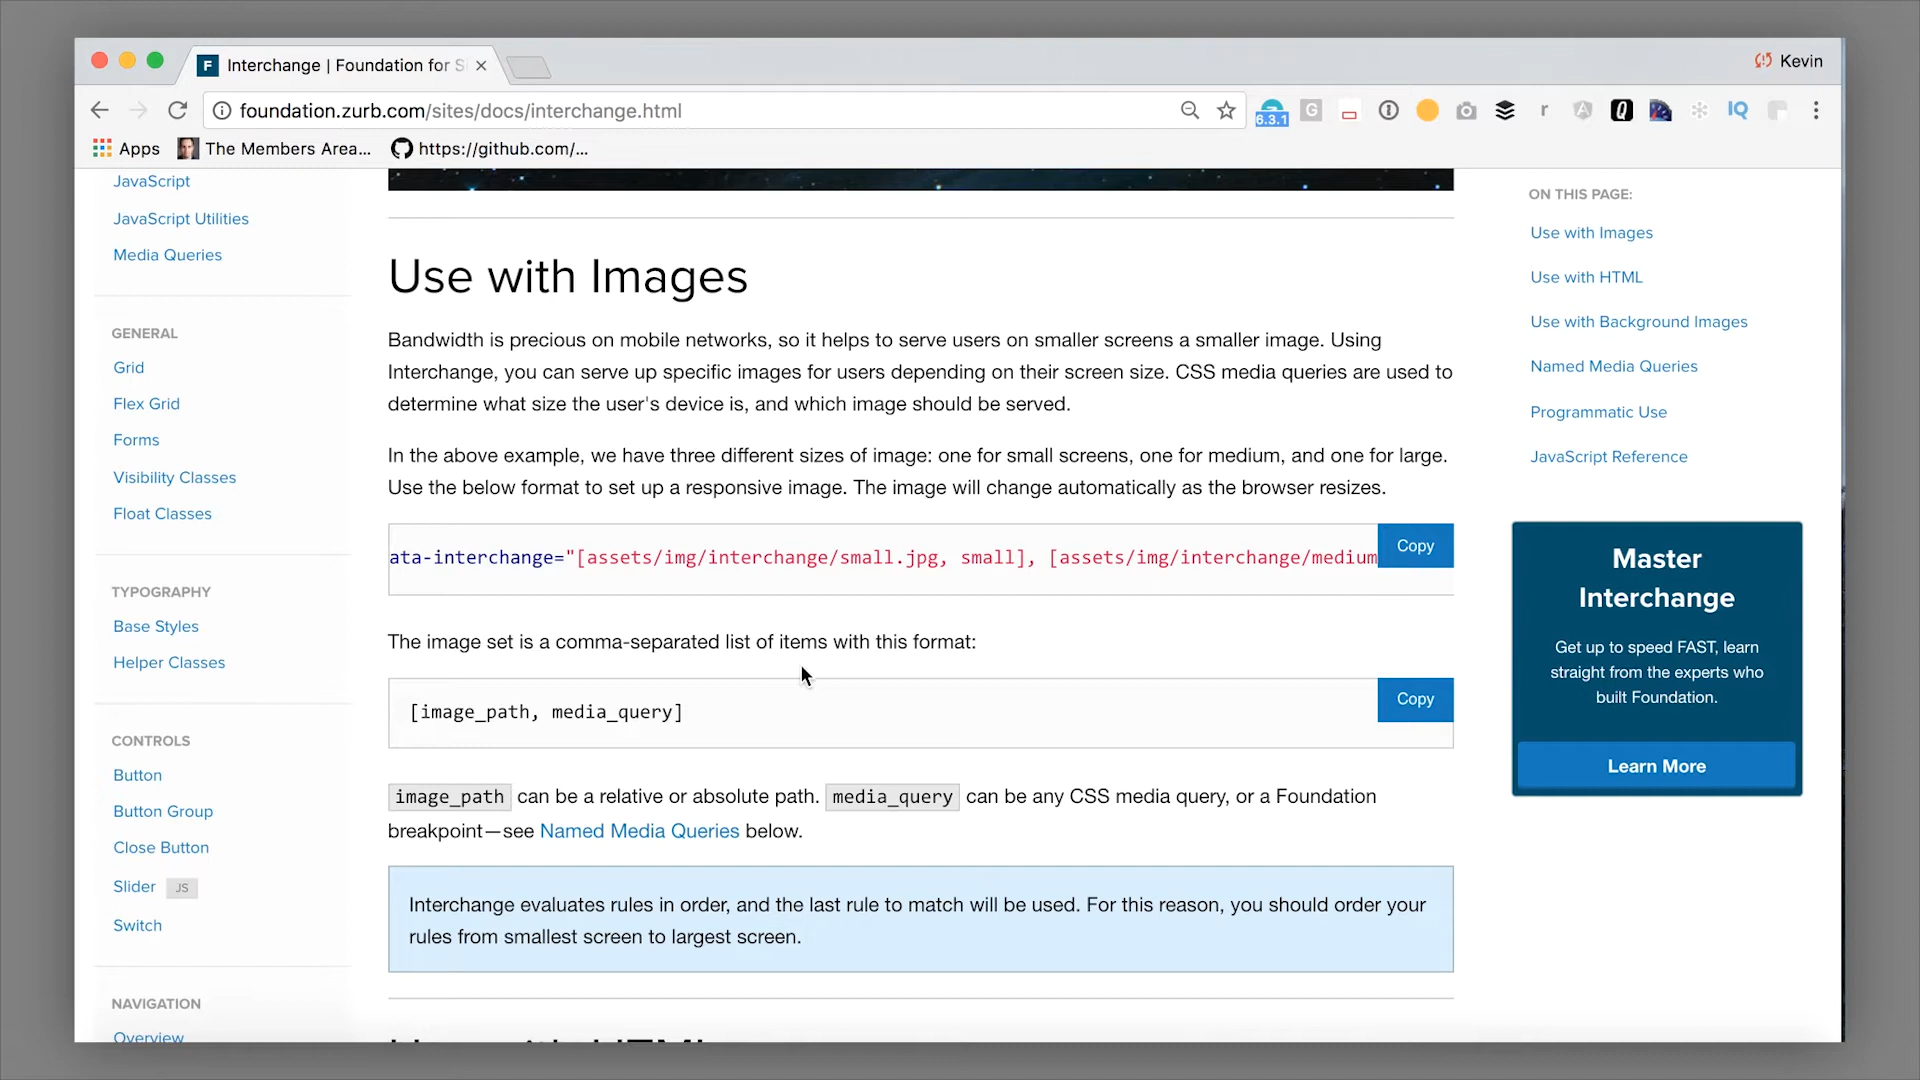 Interchange | Foundation for S
Kevin
foundation.zurb.com/sites/docs/interchange.html
6.3.1
G
r
A
Q
IQ
Apps
The Members Area...
https://github.com/...
JavaScript
JavaScript Utilities
Media Queries
GENERAL
Grid
Flex Grid
Forms
Visibility Classes
Float Classes
TYPOGRAPHY
Base Styles
Helper Classes
CONTROLS
Button
Button Group
Close Button
Slider JS
Switch
NAVIGATION
Overview
Use with Images
Bandwidth is precious on mobile networks, so it helps to serve users on smaller screens a smaller image. Using
Interchange, you can serve up specific images for users depending on their screen size. CSS media queries are used to
determine what size the user's device is, and which image should be served.
In the above example, we have three different sizes of image: one for small screens, one for medium, and one for large.
Use the below format to set up a responsive image. The image will change automatically as the browser resizes.
ata-interchange="[assets/img/interchange/small.jpg, small], [assets/img/interchange/medium
Copy
The image set is a comma-separated list of items with this format:
[image_path, media_query]
Copy
image_path can be a relative or absolute path. media_query can be any CSS media query, or a Foundation
breakpoint—see Named Media Queries below.
Interchange evaluates rules in order, and the last rule to match will be used. For this reason, you should order your
rules from smallest screen to largest screen.
ON THIS PAGE:
Use with Images
Use with HTML
Use with Background Images
Named Media Queries
Programmatic Use
JavaScript Reference
Master
Interchange
Get up to speed FAST, learn
straight from the experts who
built Foundation.
Learn More